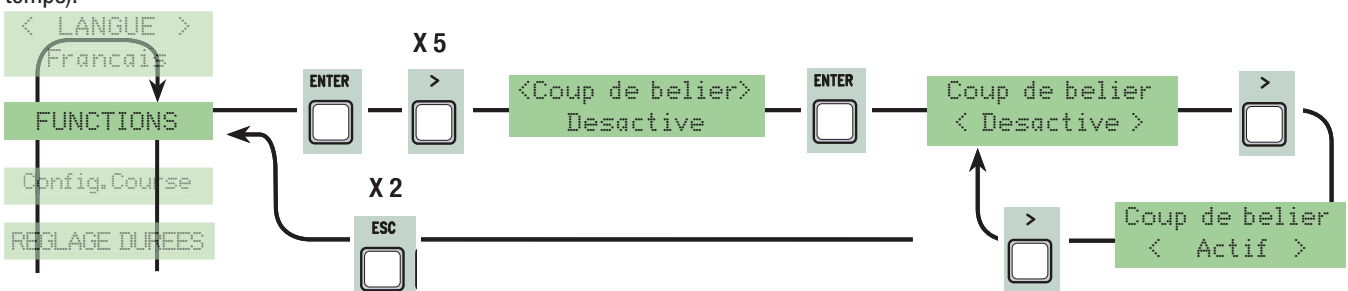 temps).
< LANGUE >
Francais
FUNCTIONS
Config.Course
REGLAGE DUREES
ENTER
X 5
>
<Coup de belier>
Desactive
ENTER
Coup de belier
< Desactive >
>
Coup de belier
< Actif >
>
X 2
ESC